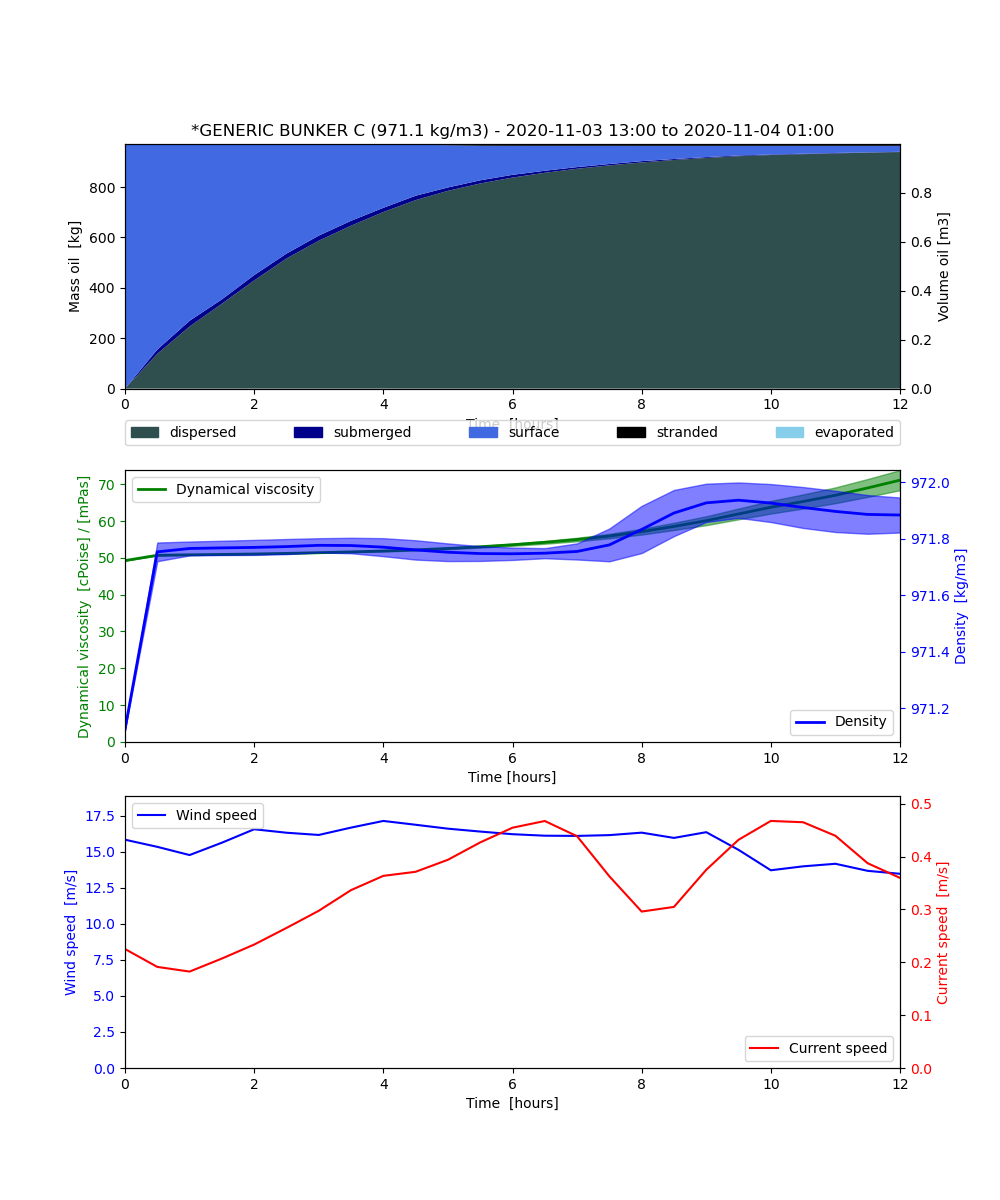 *GENERIC BUNKER C (971.1 kg/m3) - 2020-11-03 13:00 to 2020-11-04 01:00
Mass oil [kg]
800
600
400
200
0
0.8
0.6
0.4
0.2
0.0
Volume oil [m3]
0 2 4 6 8 10 12
Time [hours]
dispersed submerged surface stranded evaporated
Dynamical viscosity [cPoise] / [mPas]
70
60
50
40
30
20
10
0
Dynamical viscosity
972.0
971.8
971.6
971.4
971.2
Density [kg/m3]
Density
0 2 4 6 8 10 12
Time [hours]
Wind speed [m/s]
17.5
15.0
12.5
10.0
7.5
5.0
2.5
0.0
Wind speed
0.5
0.4
0.3
0.2
0.1
0.0
Current speed [m/s]
Current speed
0 2 4 6 8 10 12
Time [hours]